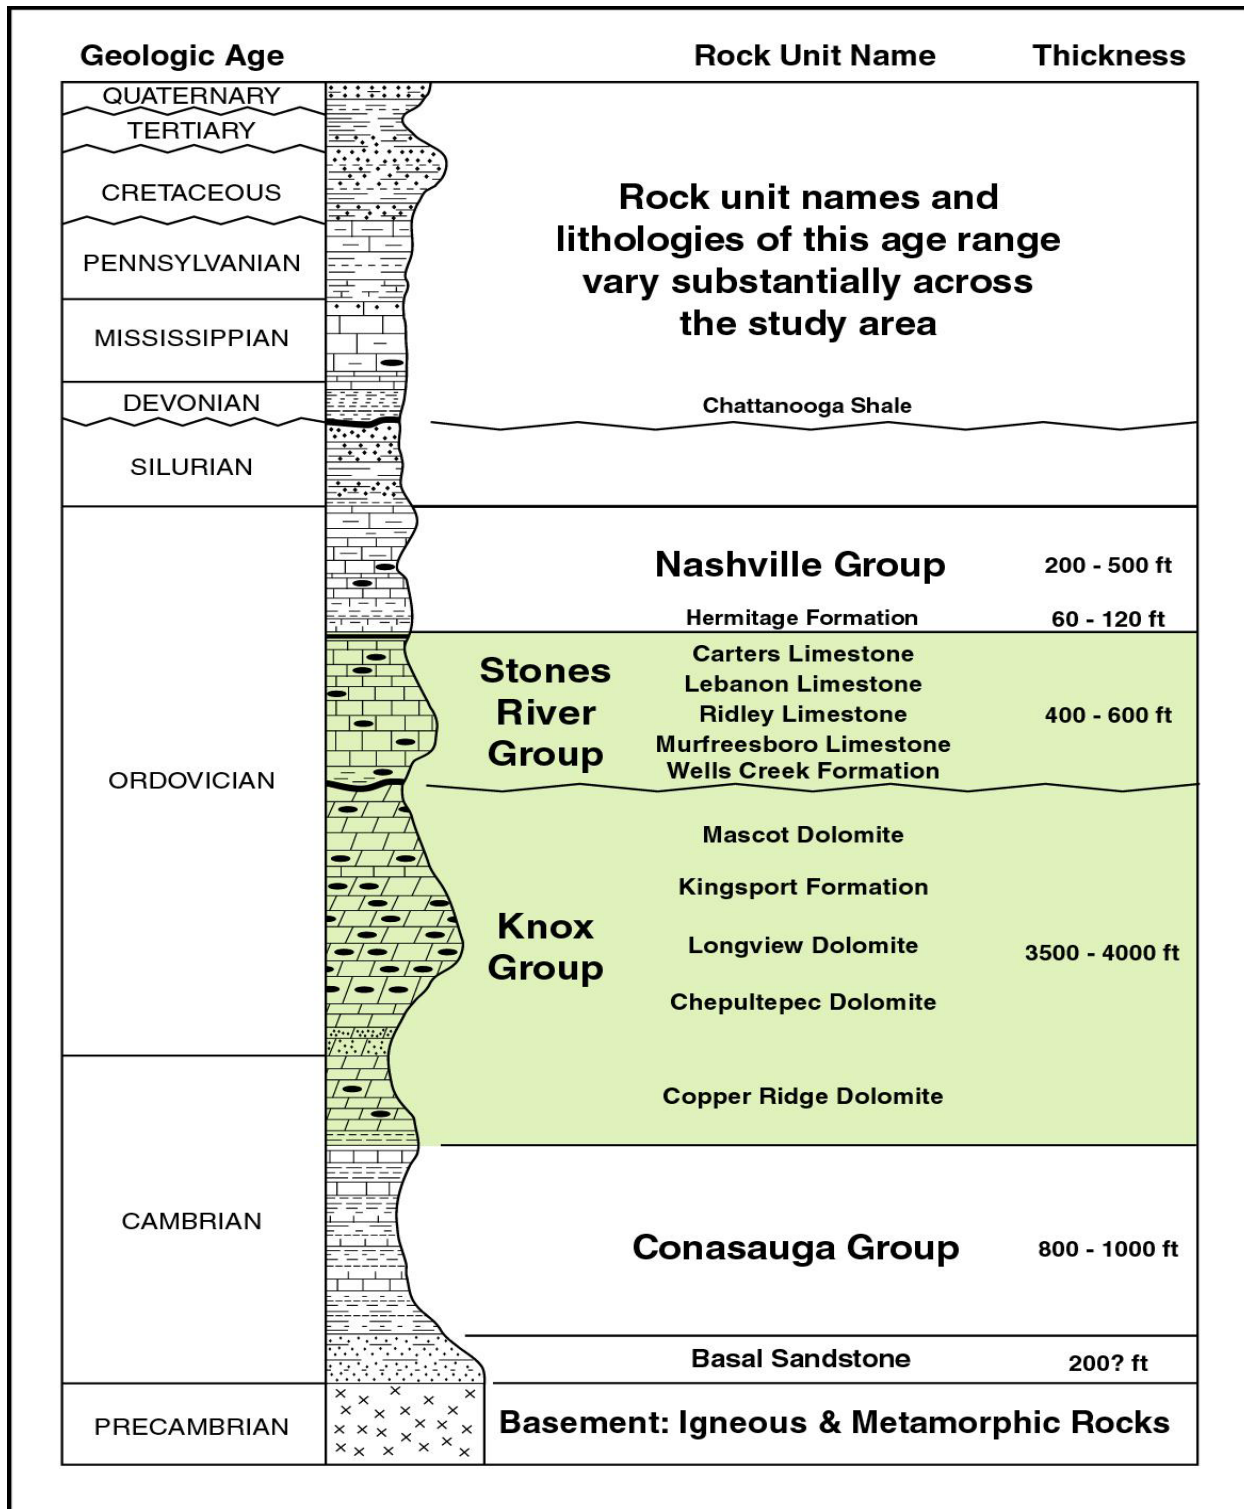 Geologic Age Rock Unit Name Thickness
QUATERNARY
TERTIARY
CRETACEOUS
PENNSYLVANIAN
MISSISSIPPIAN
DEVONIAN
SILURIAN
ORDOVICIAN
CAMBRIAN
PRECAMBRIAN
Rock unit names and
lithologies of this age range
vary substantially across
the study area
Chattanooga Shale
Nashville Group 200 - 500 ft
Hermitage Formation 60 - 120 ft
Stones
River
Group
Carters Limestone
Lebanon Limestone
Ridley Limestone 400 - 600 ft
Murfreesboro Limestone
Wells Creek Formation
Knox
Group
Mascot Dolomite
Kingsport Formation
Longview Dolomite 3500 - 4000 ft
Chepultepec Dolomite
Copper Ridge Dolomite
Conasauga Group 800 - 1000 ft
Basal Sandstone 200? ft
Basement: Igneous & Metamorphic Rocks